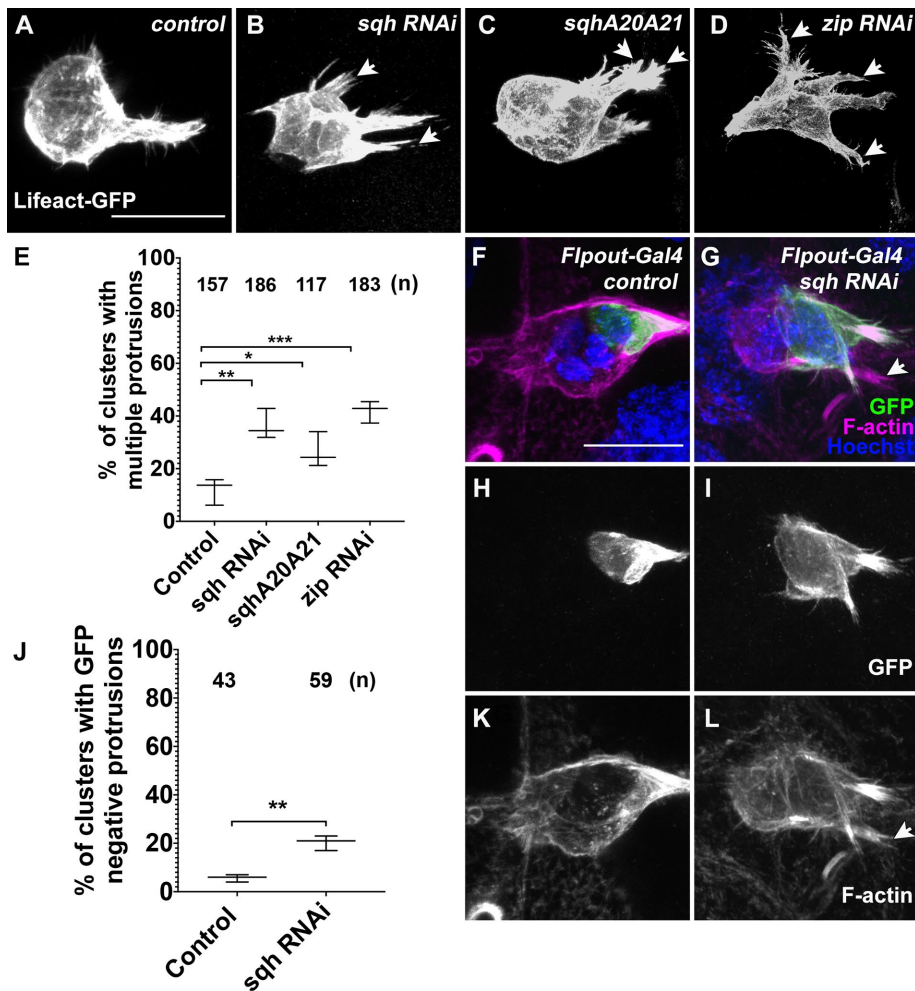 A
control
Lifeact-GFP
B
sqh RNAi
C
sqhA20A21
D
zip RNAi
E
% of clusters with
multiple protrusions
100
80
60
40
20
0
157 186 117 183 (n)
***
*
**
Control
sqh RNAi
sqhA20A21
zip RNAi
F
Flpout-Gal4
control
G
Flpout-Gal4
sqh RNAi
GFP
F-actin
Hoechst
H
I
GFP
J
% of clusters with GFP
negative protrusions
100
80
60
40
20
0
43 59 (n)
**
Control
sqh RNAi
K
L
F-actin